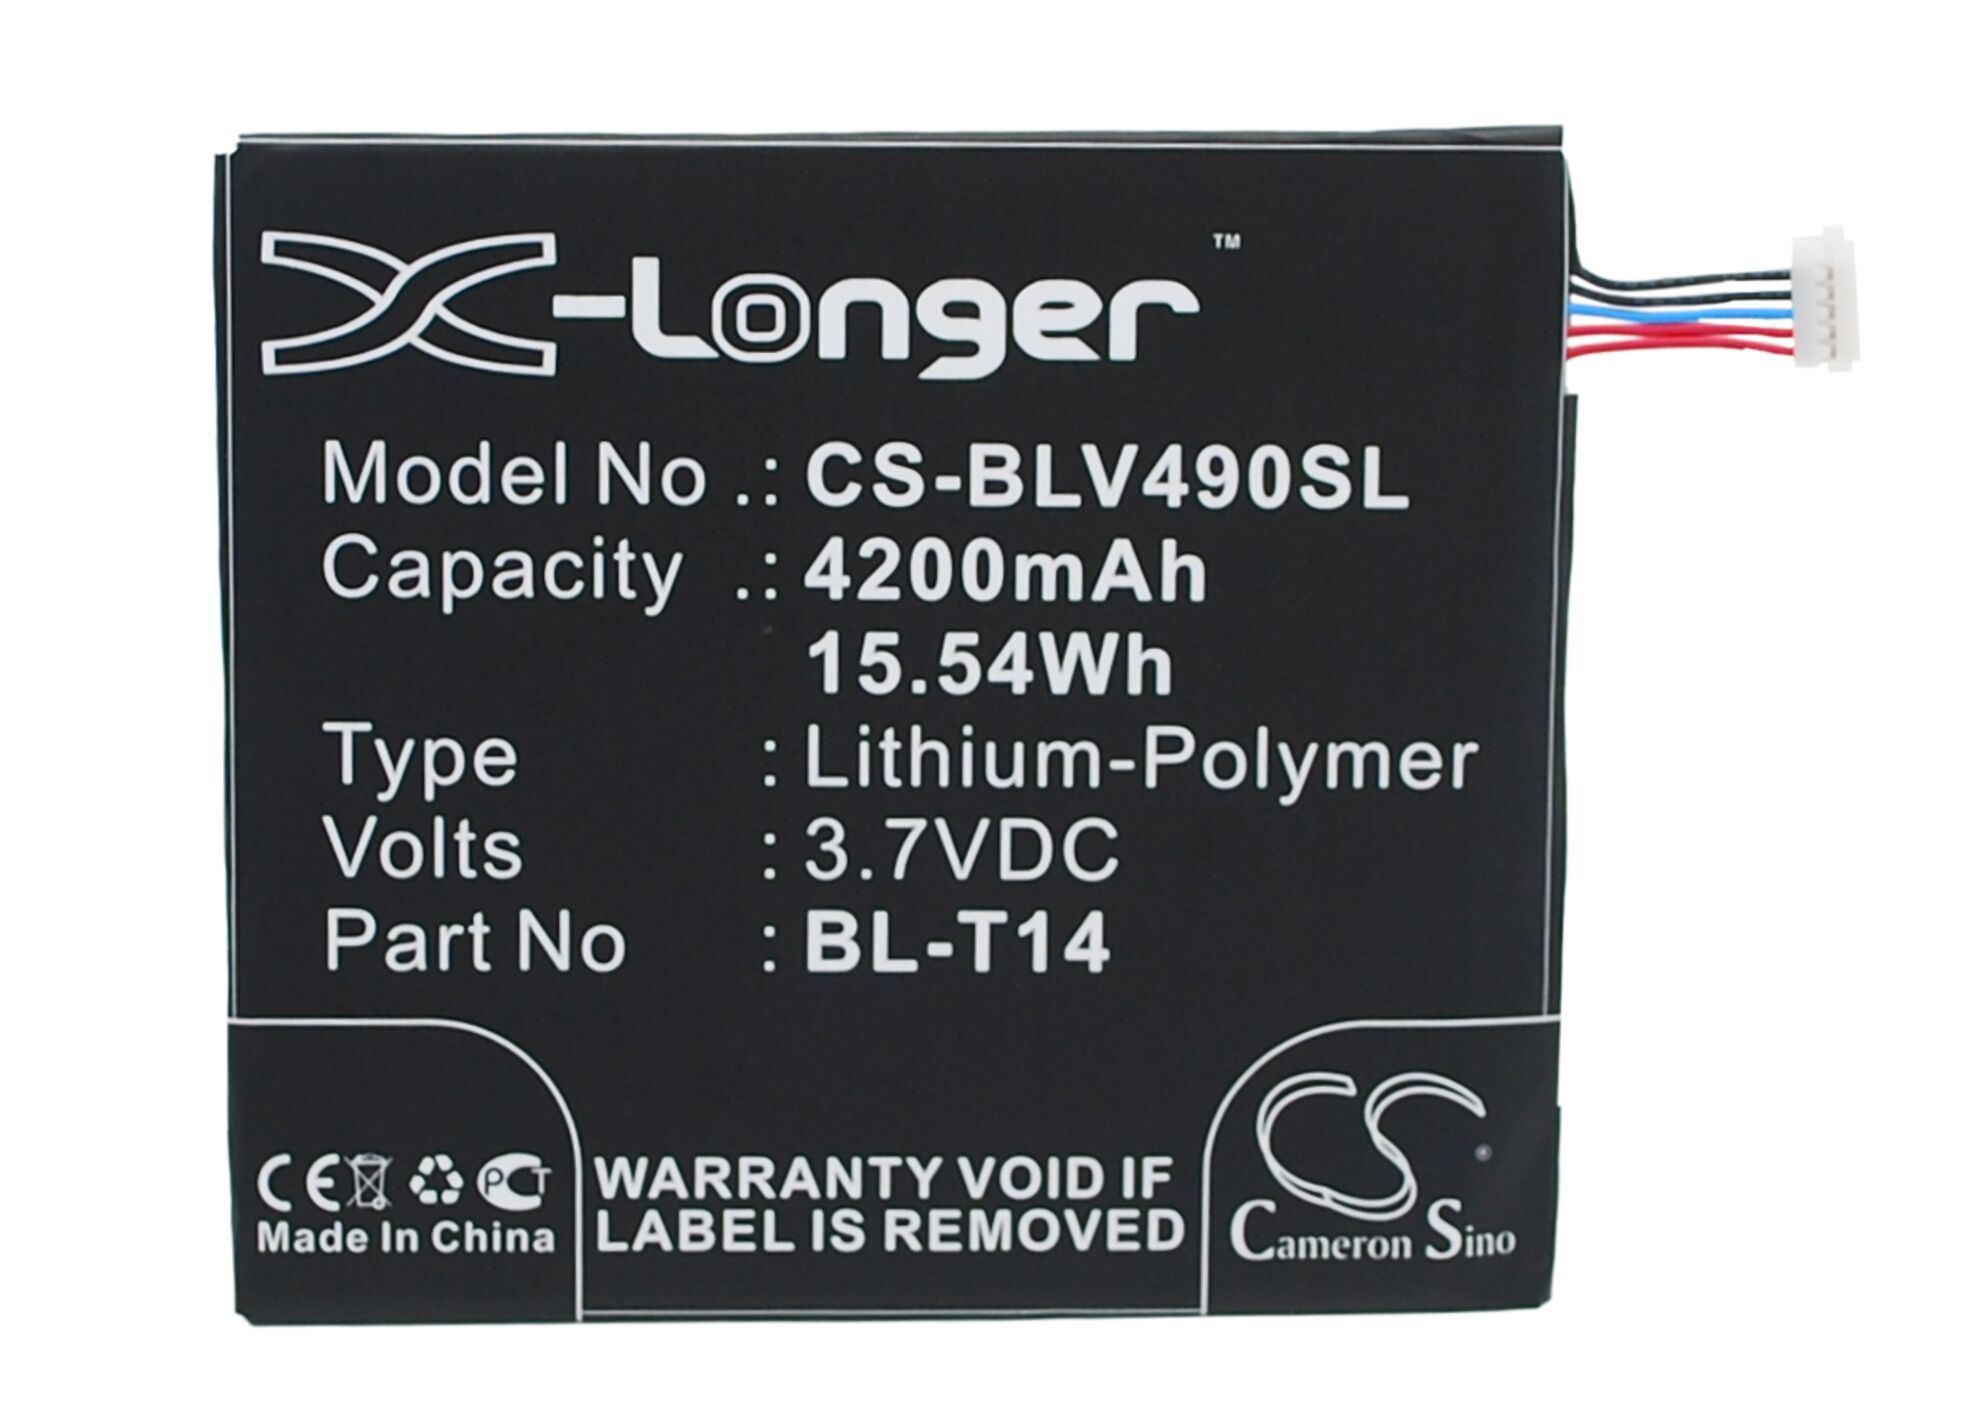 X-Longer™
Model No .: CS-BLV490SL
Capacity .: 4200mAh
15.54Wh
Type : Lithium-Polymer
Volts : 3.7VDC
Part No : BL-T14
CE PCT
Made In China
WARRANTY VOID IF
LABEL IS REMOVED
CS
Cameron Sino